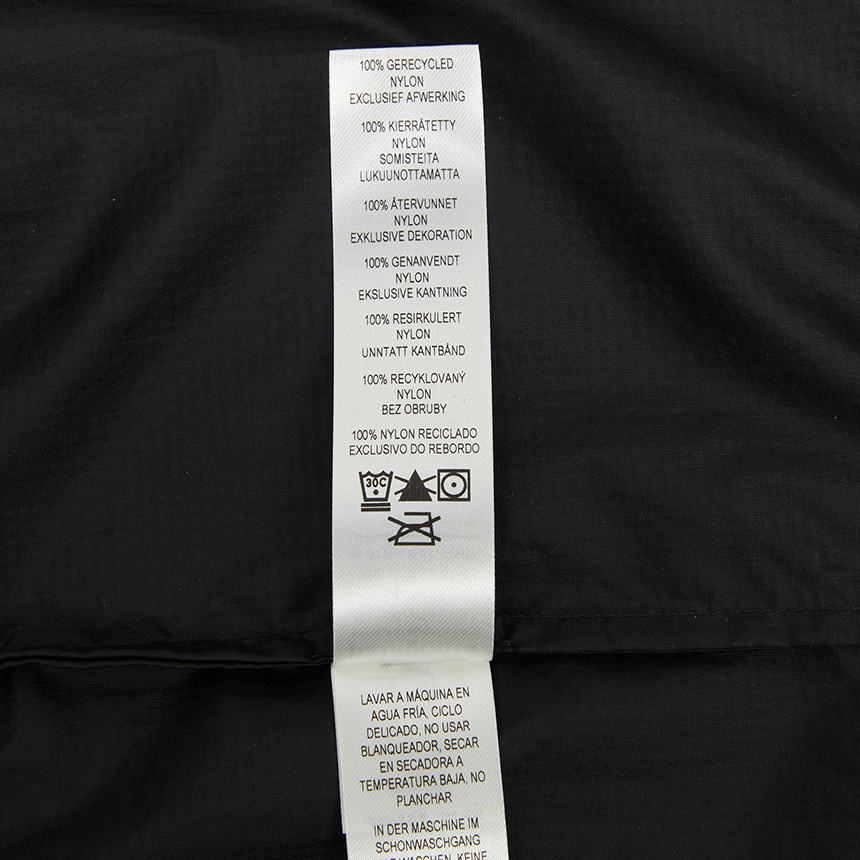 100% GERECYCLED
NYLON
EXCLUSIEF AFWERKING
100% KIERRÄTETTY
NYLON
SOMISTEITA
LUKUUNOTTAMATTA
100% ÅTERVUNNET
NYLON
EXKLUSIVE DEKORATION
100% GENANVENDT
NYLON
EKSLUSIVE KANTNING
100% RESIRKULERT
NYLON
UNNTATT KANTBÅND
100% RECYKLOVANÝ
NYLON
BEZ OBRUBY
100% NYLON RECICLADO
EXCLUSIVO DO REBORDO
30C
LAVAR A MÁQUINA EN
AGUA FRÍA, CICLO
DELICADO, NO USAR
BLANQUEADOR, SECAR
EN SECADORA A
TEMPERATURA BAJA, NO
PLANCHAR
IN DER MASCHINE IM
SCHONWASCHGANG
WASCHEN, KEINE